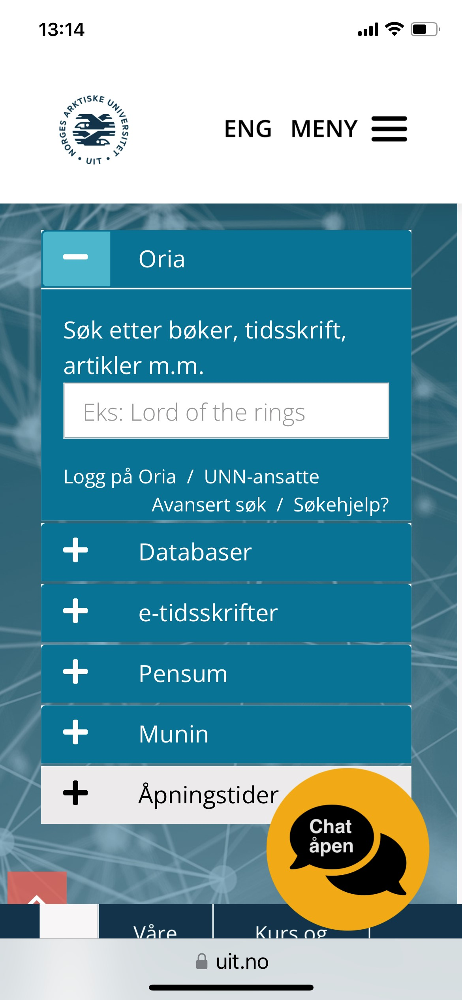 13:14
NORGES ARKTISKE UNIVERSITET • UIT •
ENG MENY
Oria
Søk etter bøker, tidsskrift,
artikler m.m.
Eks: Lord of the rings
Logg på Oria / UNN-ansatte
Avansert søk / Søkehjelp?
Databaser
e-tidsskrifter
Pensum
Munin
Åpningstider
Chat
åpen
Våre
Kurs og
uit.no